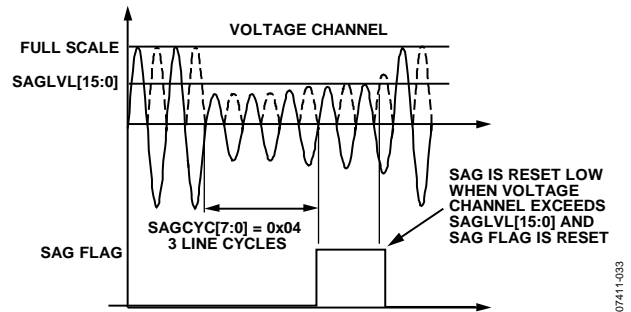 VOLTAGE CHANNEL
FULL SCALE
SAGLVL[15:0]
SAGCYC[7:0] = 0x04
3 LINE CYCLES
SAG IS RESET LOW
WHEN VOLTAGE
CHANNEL EXCEEDS
SAGLVL[15:0] AND
SAG FLAG IS RESET
SAG FLAG
07411-033